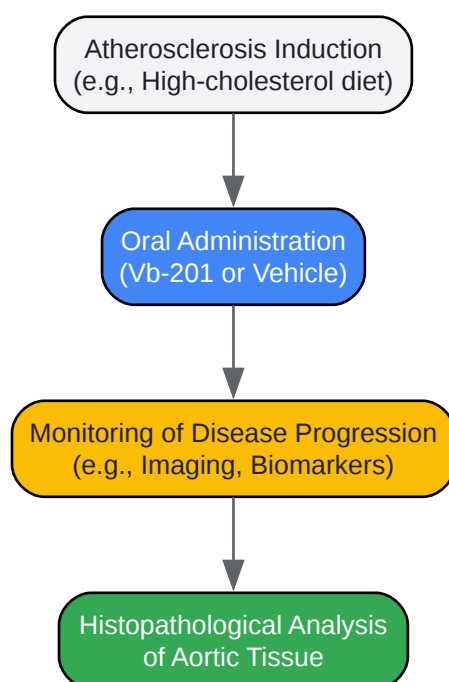 Atherosclerosis Induction
(e.g., High-cholesterol diet)
Oral Administration
(Vb-201 or Vehicle)
Monitoring of Disease Progression
(e.g., Imaging, Biomarkers)
Histopathological Analysis
of Aortic Tissue